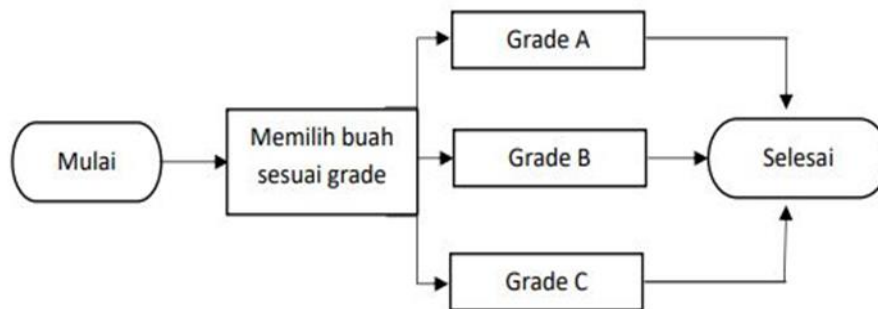 Mulai
Memilih buah
sesuai grade
Grade A
Grade B
Grade C
Selesai